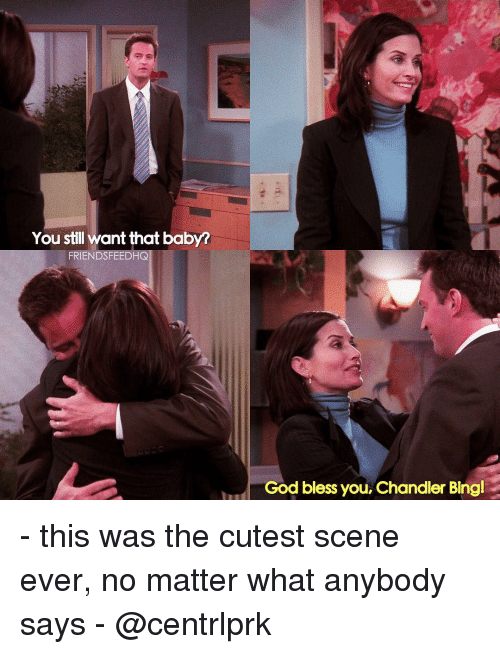 You still want that baby?
FRIENDSFEEDHQ
God bless you, Chandler Bing!
- this was the cutest scene
ever, no matter what anybody
says - @centrlprk